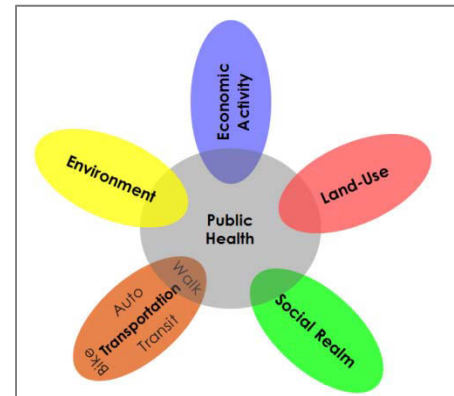 Economic
Activity
Environment
Land-Use
Public
Health
Walk
Auto
Transportation
Bike
Transit
Social Realm